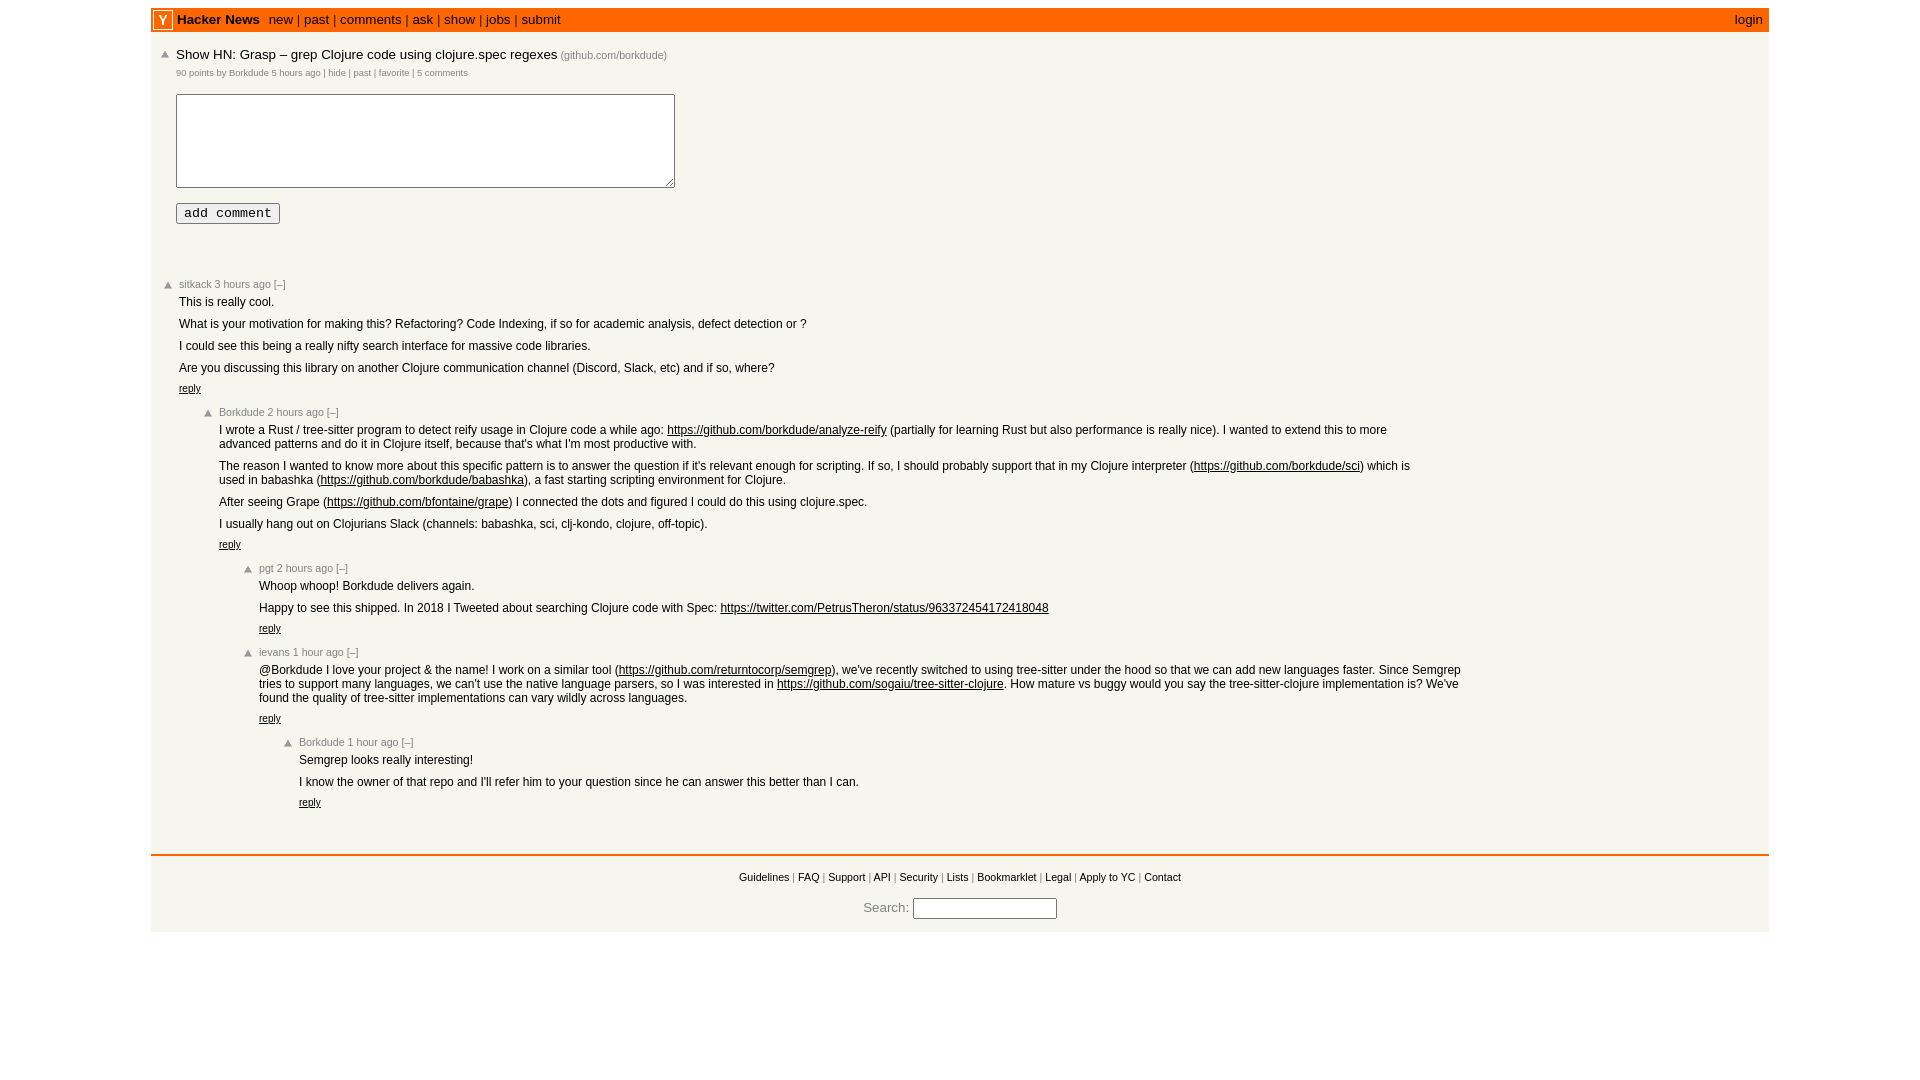 Y Hacker News new | past | comments | ask | show | jobs | submit login
Show HN: Grasp – grep Clojure code using clojure.spec regexes (github.com/borkdude)
90 points by Borkdude 5 hours ago | hide | past | favorite | 5 comments
add comment
sitkack 3 hours ago [–]
This is really cool.
What is your motivation for making this? Refactoring? Code Indexing, if so for academic analysis, defect detection or ?
I could see this being a really nifty search interface for massive code libraries.
Are you discussing this library on another Clojure communication channel (Discord, Slack, etc) and if so, where?
reply
Borkdude 2 hours ago [–]
I wrote a Rust / tree-sitter program to detect reify usage in Clojure code a while ago: https://github.com/borkdude/analyze-reify (partially for learning Rust but also performance is really nice). I wanted to extend this to more
advanced patterns and do it in Clojure itself, because that's what I'm most productive with.
The reason I wanted to know more about this specific pattern is to answer the question if it's relevant enough for scripting. If so, I should probably support that in my Clojure interpreter (https://github.com/borkdude/sci) which is
used in babashka (https://github.com/borkdude/babashka), a fast starting scripting environment for Clojure.
After seeing Grape (https://github.com/bfontaine/grape) I connected the dots and figured I could do this using clojure.spec.
I usually hang out on Clojurians Slack (channels: babashka, sci, clj-kondo, clojure, off-topic).
reply
pgt 2 hours ago [–]
Whoop whoop! Borkdude delivers again.
Happy to see this shipped. In 2018 I Tweeted about searching Clojure code with Spec: https://twitter.com/PetrusTheron/status/963372454172418048
reply
ievans 1 hour ago [–]
@Borkdude I love your project & the name! I work on a similar tool (https://github.com/returntocorp/semgrep), we've recently switched to using tree-sitter under the hood so that we can add new languages faster. Since Semgrep
tries to support many languages, we can't use the native language parsers, so I was interested in https://github.com/sogaiu/tree-sitter-clojure. How mature vs buggy would you say the tree-sitter-clojure implementation is? We've
found the quality of tree-sitter implementations can vary wildly across languages.
reply
Borkdude 1 hour ago [–]
Semgrep looks really interesting!
I know the owner of that repo and I'll refer him to your question since he can answer this better than I can.
reply
Guidelines | FAQ | Support | API | Security | Lists | Bookmarklet | Legal | Apply to YC | Contact
Search: